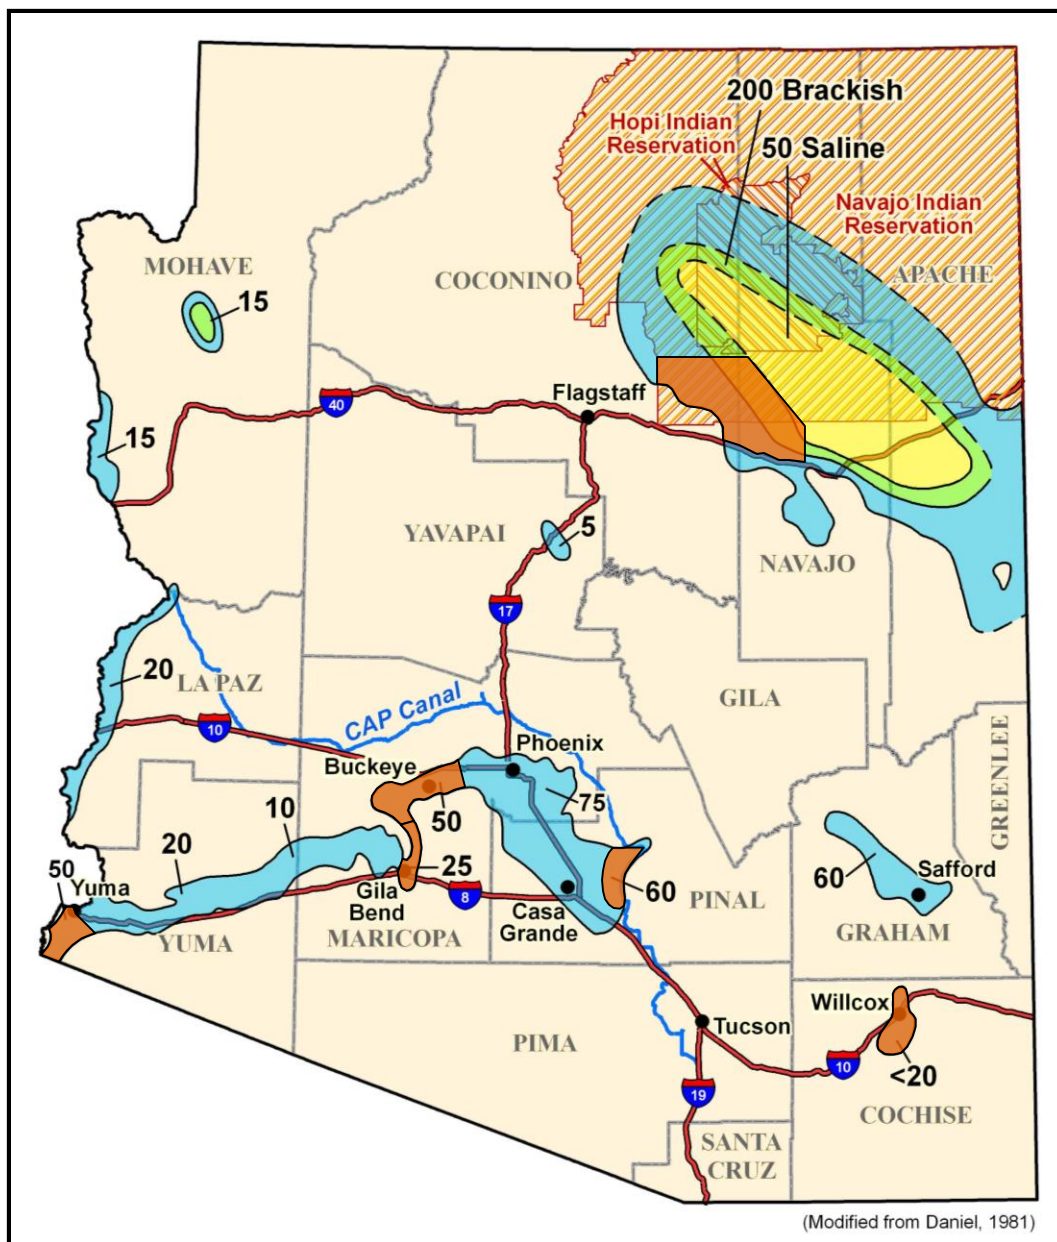 200 Brackish
Hopi Indian
Reservation
50 Saline
Navajo Indian
Reservation
MOHAVE
COCONINO
APACHE
15
Flagstaff
40
15
YAVAPAI
5
NAVAJO
17
20
LA PAZ
GILA
CAP Canal
10
Phoenix
Buckeye
GREENLEE
75
50
10
20
25
60
Safford
60
50
Yuma
Gila
Bend
8
Casa
Grande
PINAL
YUMA
MARICOPA
GRAHAM
Willcox
Tucson
PIMA
10
<20
19
COCHISE
SANTA
CRUZ
(Modified from Daniel, 1981)